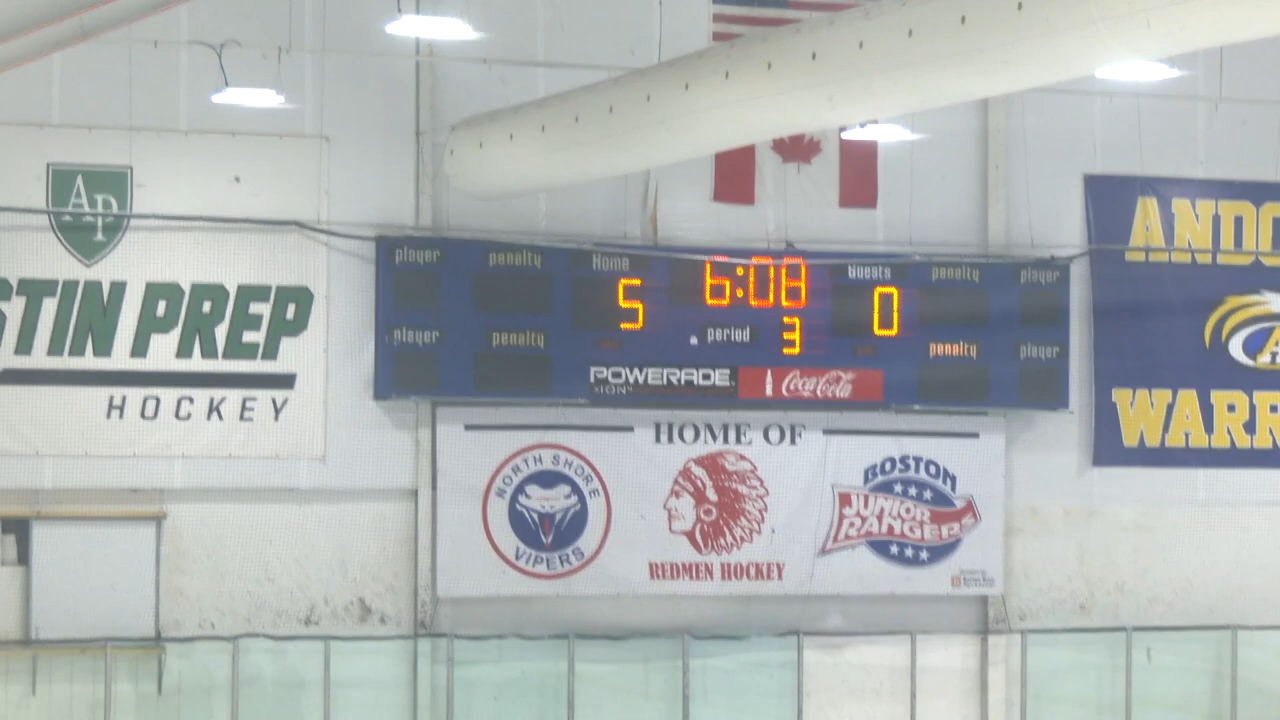 AP
STIN PREP
HOCKEY
player penalty Home 6:08 Guests penalty player
5 0
player penalty period 3 penalty player
POWERADE
ION4
Coca-Cola
ANDO
WARR
HOME OF
NORTH SHORE
VIPERS
REDMEN HOCKEY
BOSTON
JUNIOR
RANGERS